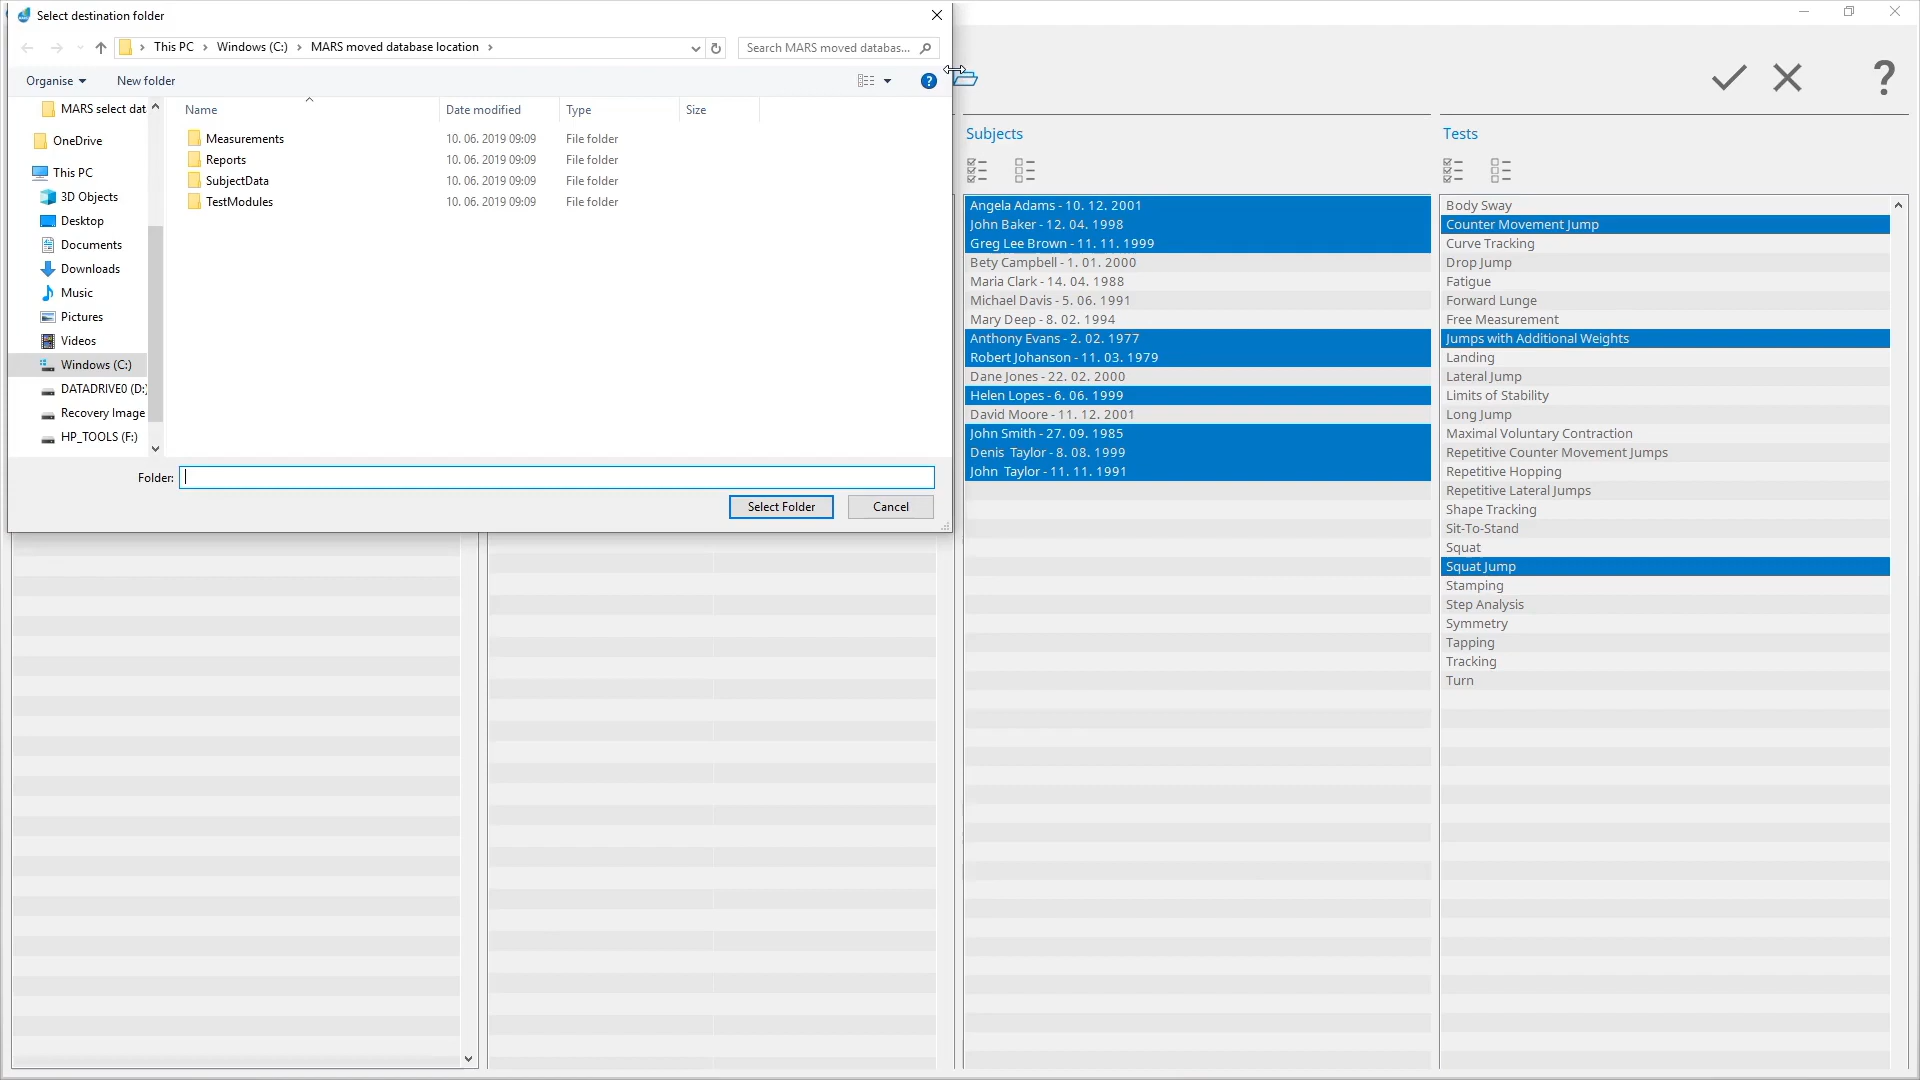 Select destination folder
This PC
Windows (C:)
MARS moved database location
Search MARS moved databas...
Organise
New folder
?
?
MARS select dat
OneDrive
This PC
3D Objects
Desktop
Documents
Downloads
Music
Pictures
Videos
Windows (C:)
DATADRIVE0 (D:)
Recovery Image
HP_TOOLS (F:)
Name Date modified Type Size
Measurements 10. 06. 2019 09:09 File folder
Reports 10. 06. 2019 09:09 File folder
SubjectData 10. 06. 2019 09:09 File folder
TestModules 10. 06. 2019 09:09 File folder
Folder:
Select Folder
Cancel
Subjects
Angela Adams - 10. 12. 2001
John Baker - 12. 04. 1998
Greg Lee Brown - 11. 11. 1999
Bety Campbell - 1. 01. 2000
Maria Clark - 14. 04. 1988
Michael Davis - 5. 06. 1991
Mary Deep - 8. 02. 1994
Anthony Evans - 2. 02. 1977
Robert Johanson - 11. 03. 1979
Dane Jones - 22. 02. 2000
Helen Lopes - 6. 06. 1999
David Moore - 11. 12. 2001
John Smith - 27. 09. 1985
Denis  Taylor - 8. 08. 1999
John  Taylor - 11. 11. 1991
Tests
Body Sway
Counter Movement Jump
Curve Tracking
Drop Jump
Fatigue
Forward Lunge
Free Measurement
Jumps with Additional Weights
Landing
Lateral Jump
Limits of Stability
Long Jump
Maximal Voluntary Contraction
Repetitive Counter Movement Jumps
Repetitive Hopping
Repetitive Lateral Jumps
Shape Tracking
Sit-To-Stand
Squat
Squat Jump
Stamping
Step Analysis
Symmetry
Tapping
Tracking
Turn